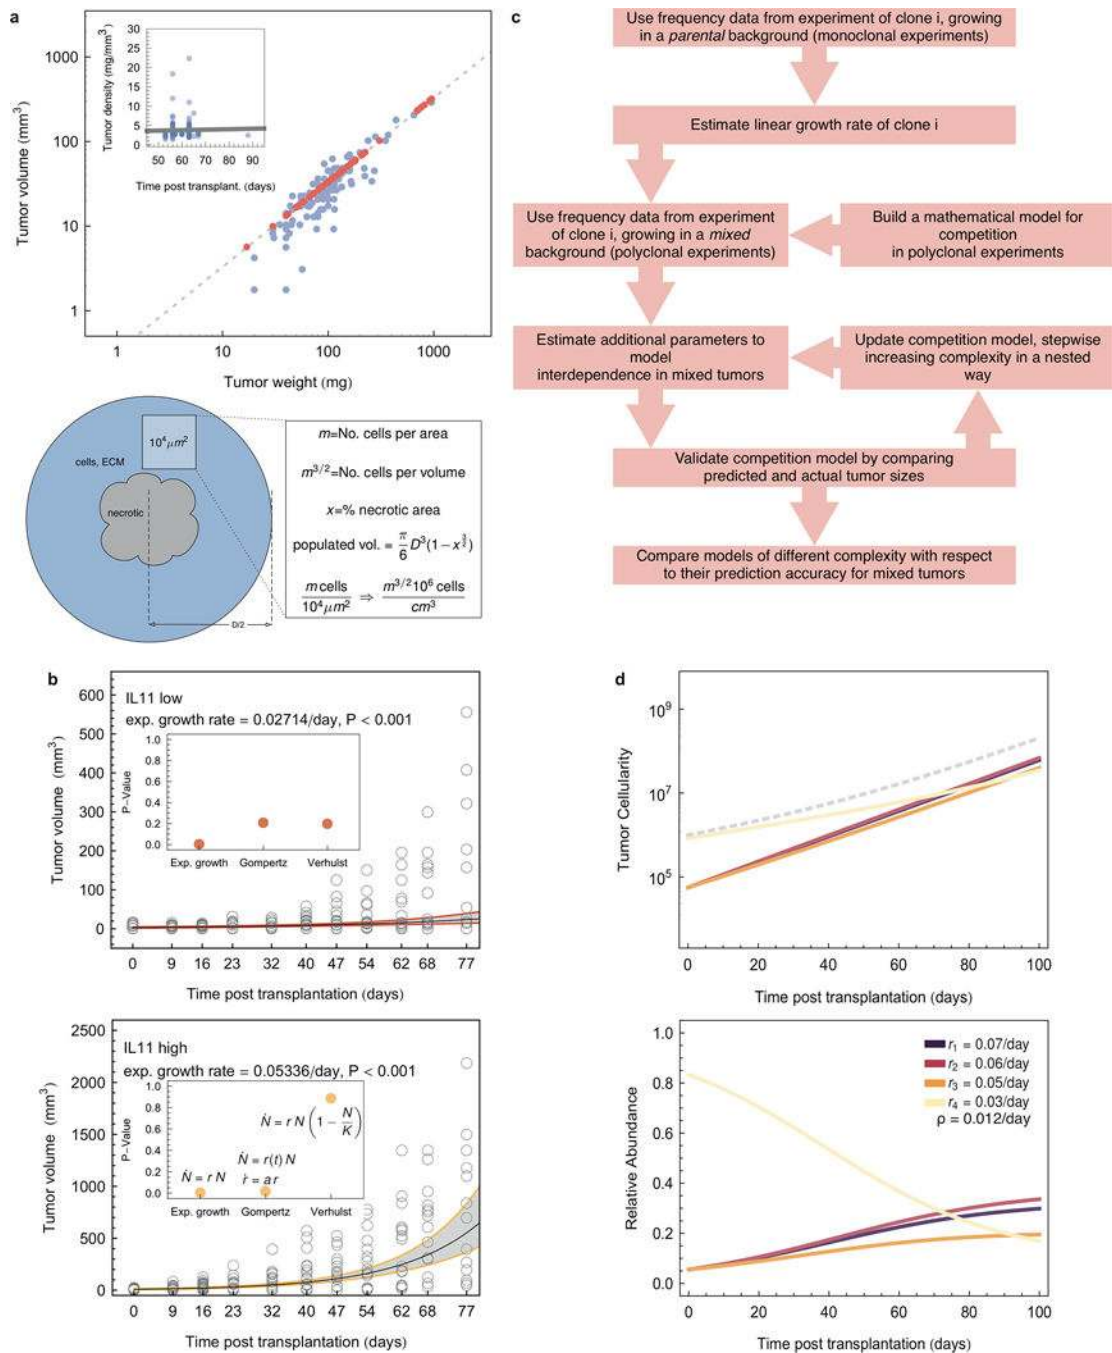 a
Tumor volume (mm³)
1000
100
10
1
1
10
100
1000
Tumor weight (mg)
Tumor density (mg/mm³)
30
25
20
15
10
5
0
50
60
70
80
90
Time post transplant. (days)
10⁴ μm²
cells, ECM
necrotic
D/2
m=No. cells per area
m^{3/2}=No. cells per volume
x=% necrotic area
populated vol. = π/6 D³(1−x^{3/2})
m cells/10⁴ μm² ⇒ m^{3/2} 10⁶ cells/cm³
c
Use frequency data from experiment of clone i, growing
in a parental background (monoclonal experiments)
Estimate linear growth rate of clone i
Use frequency data from experiment
of clone i, growing in a mixed
background (polyclonal experiments)
Build a mathematical model for
competition
in polyclonal experiments
Estimate additional parameters to
model
interdependence in mixed tumors
Update competition model, stepwise
increasing complexity in a nested
way
Validate competition model by comparing
predicted and actual tumor sizes
Compare models of different complexity with respect
to their prediction accuracy for mixed tumors
b
IL11 low
exp. growth rate = 0.02714/day, P < 0.001
Tumor volume (mm³)
600
500
400
300
200
100
0
P-Value
1.0
0.8
0.6
0.4
0.2
0.0
Exp. growth
Gompertz
Verhulst
0 9 16 23 32 40 47 54 62 68 77
Time post transplantation (days)
IL11 high
exp. growth rate = 0.05336/day, P < 0.001
Tumor volume (mm³)
2500
2000
1500
1000
500
0
P-Value
1.0
0.8
0.6
0.4
0.2
0.0
Ṅ = r N (1 − N/K)
Ṅ = r(t) N
Ṅ = r N
ṙ = a r
Exp. growth
Gompertz
Verhulst
0 9 16 23 32 40 47 54 62 68 77
Time post transplantation (days)
d
Tumor Cellularity
10⁹
10⁷
10⁵
0 20 40 60 80 100
Time post transplantation (days)
Relative Abundance
1.0
0.8
0.6
0.4
0.2
0.0
r₁ = 0.07/day
r₂ = 0.06/day
r₃ = 0.05/day
r₄ = 0.03/day
ρ = 0.012/day
0 20 40 60 80 100
Time post transplantation (days)